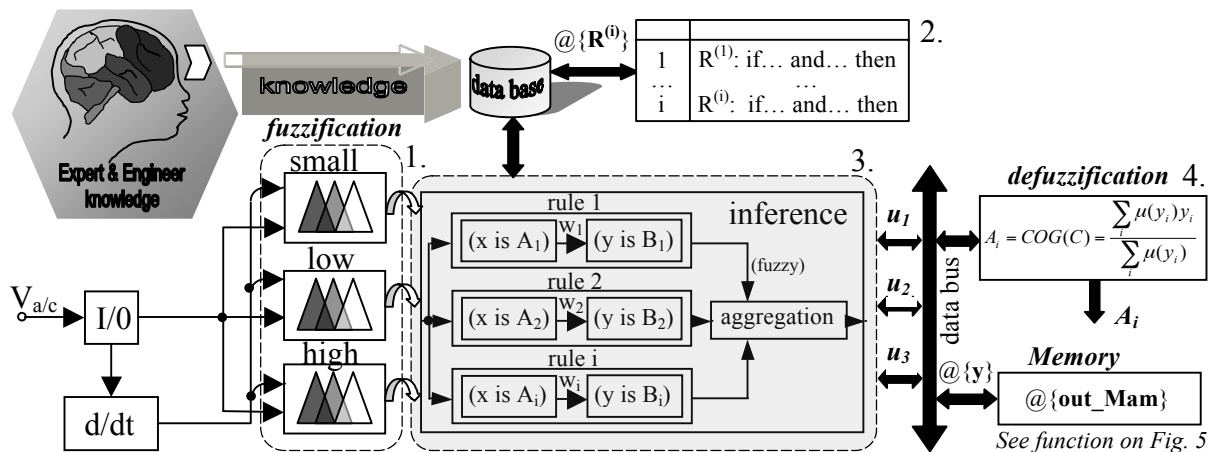 Expert & Engineer
knowledge
knowledge
data base
@{R(i)}
2.
1 R(1): if... and... then
... ...
i R(i): if... and... then
fuzzification
1.
small
low
high
Va/c
I/0
d/dt
3.
inference
rule 1
(x is A1) w1 (y is B1)
(fuzzy)
rule 2
(x is A2) w2 (y is B2)
aggregation
rule i
(x is Ai) wi (y is Bi)
u1
u2
u3
data bus
defuzzification 4.
Ai = COG(C) = ∑i μ(yi)yi / ∑i μ(yi)
Ai
Memory
@{y}
@{out_Mam}
See function on Fig. 5